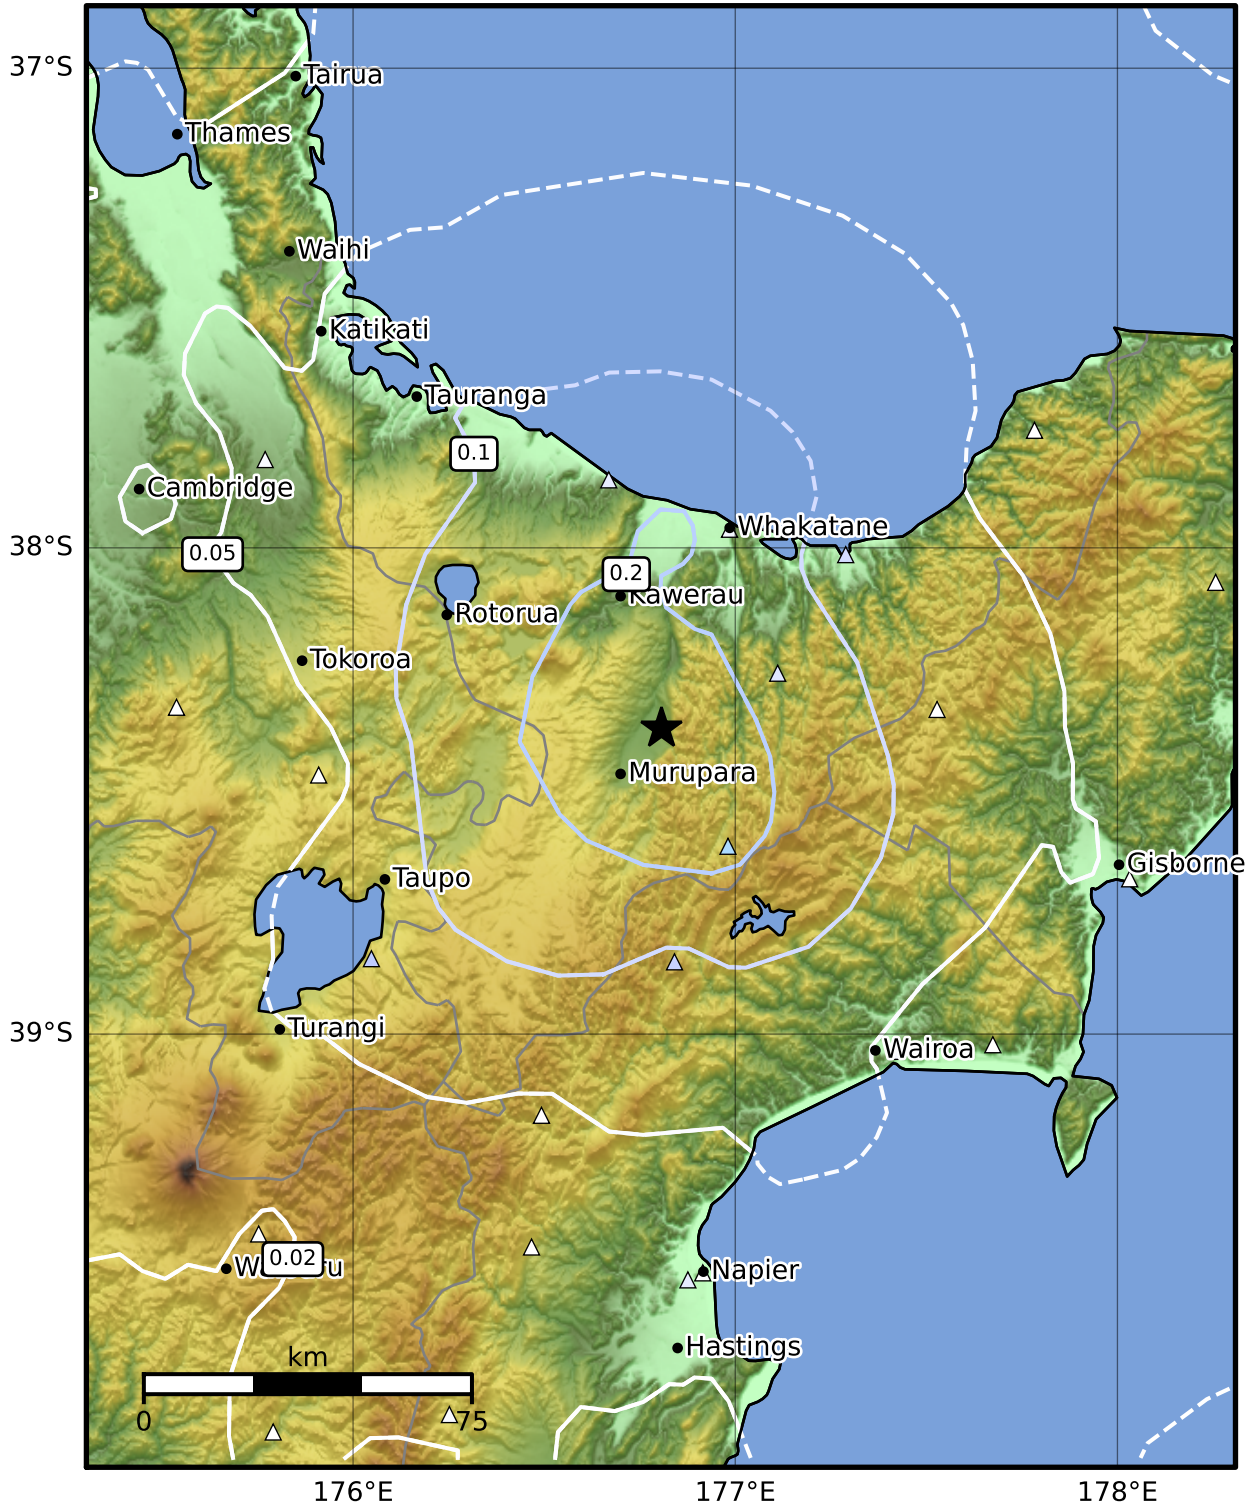 37°S
Tairua
Thames
Waihi
Katikati
Tauranga
0.1
Cambridge
Whakatane
38°S
0.05
0.2
Kawerau
Rotorua
Tokoroa
Murupara
Gisborne
Taupo
Turangi
39°S
Wairoa
0.02
Napier
Hastings
km
0
75
176°E
177°E
178°E